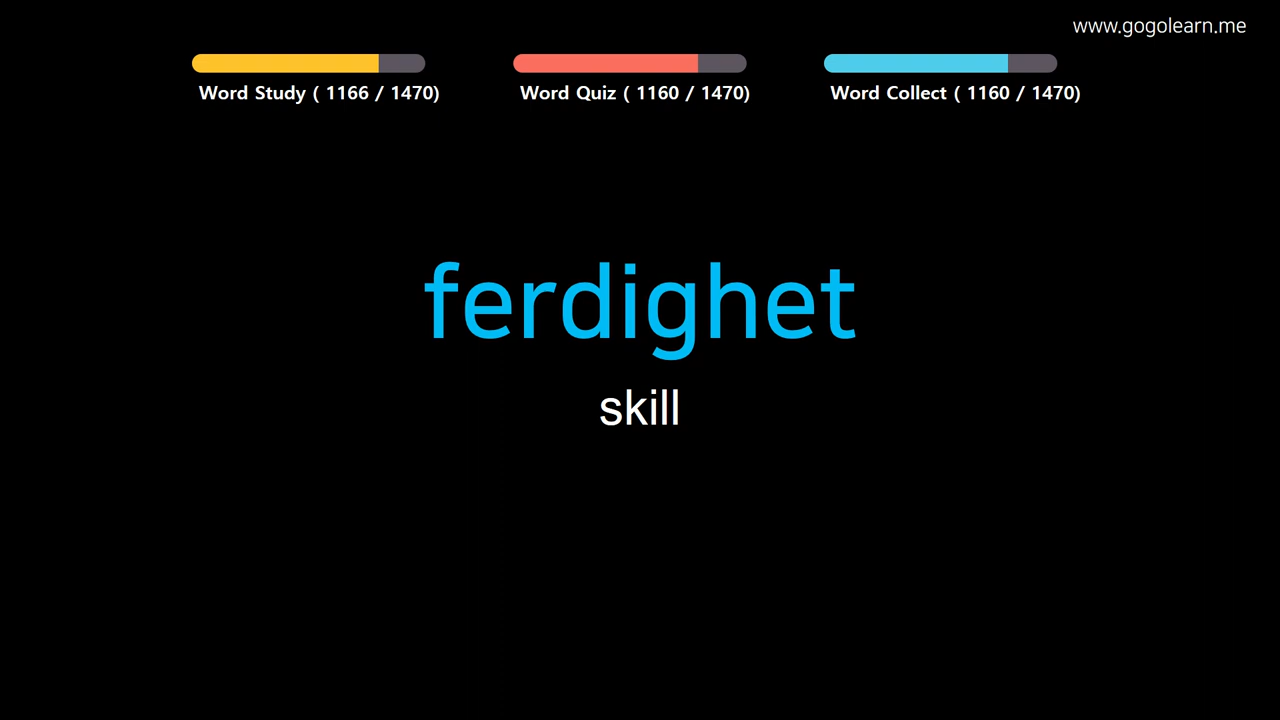 www.gogolearn.me
Word Study ( 1166 / 1470)
Word Quiz ( 1160 / 1470)
Word Collect ( 1160 / 1470)
ferdighet
skill